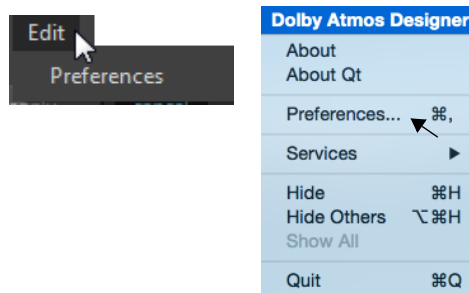 Edit
Preferences
Dolby Atmos Designer
About
About Qt
Preferences... ⌘,
Services ▶
Hide ⌘H
Hide Others ⌥⌘H
Show All
Quit ⌘Q